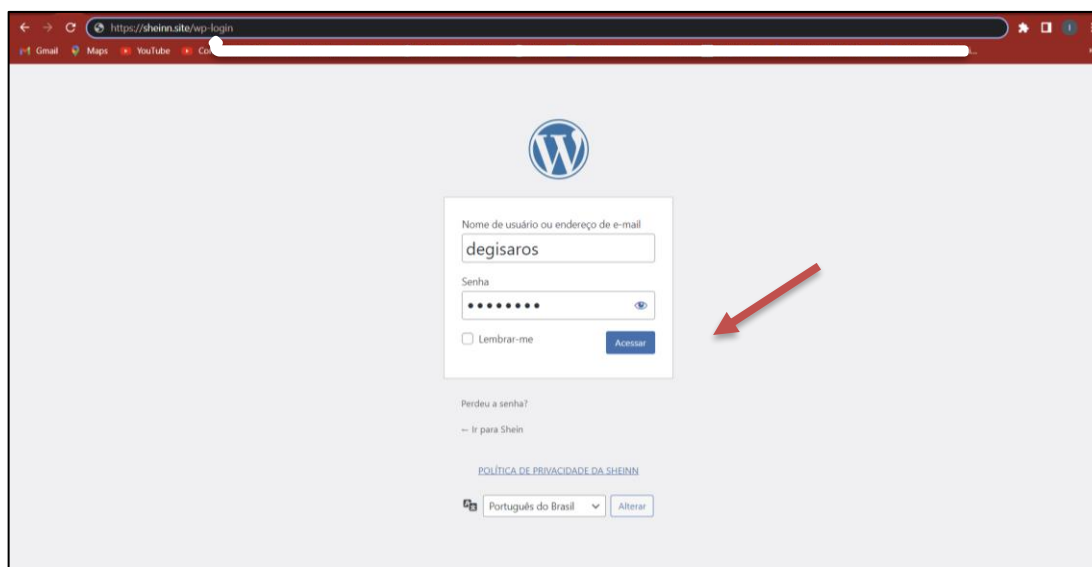 https://sheinn.site/wp-login
Gmail Maps YouTube
Nome de usuário ou endereço de e-mail
degisaros
Senha
Lembrar-me
Acessar
Perdeu a senha?
← Ir para Shein
POLÍTICA DE PRIVACIDADE DA SHEINN
Português do Brasil Alterar